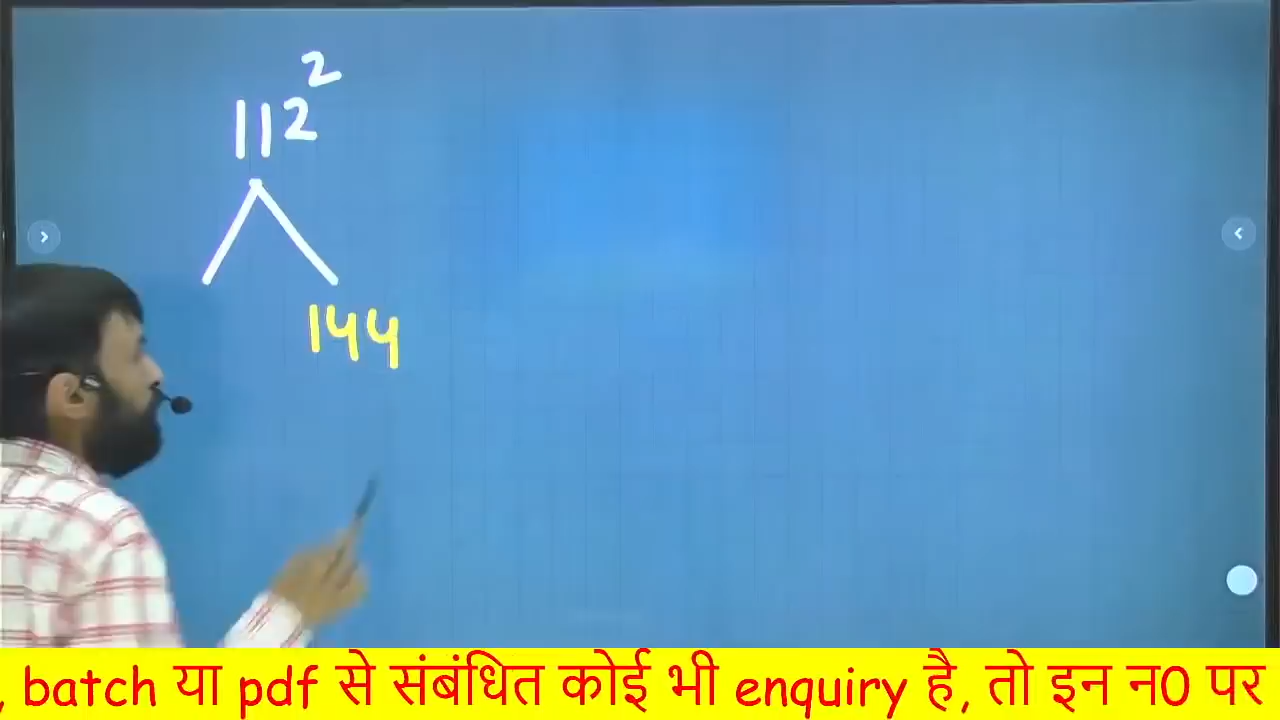 112²
144
, batch या pdf से संबंधित कोई भी enquiry है, तो इन न0 पर